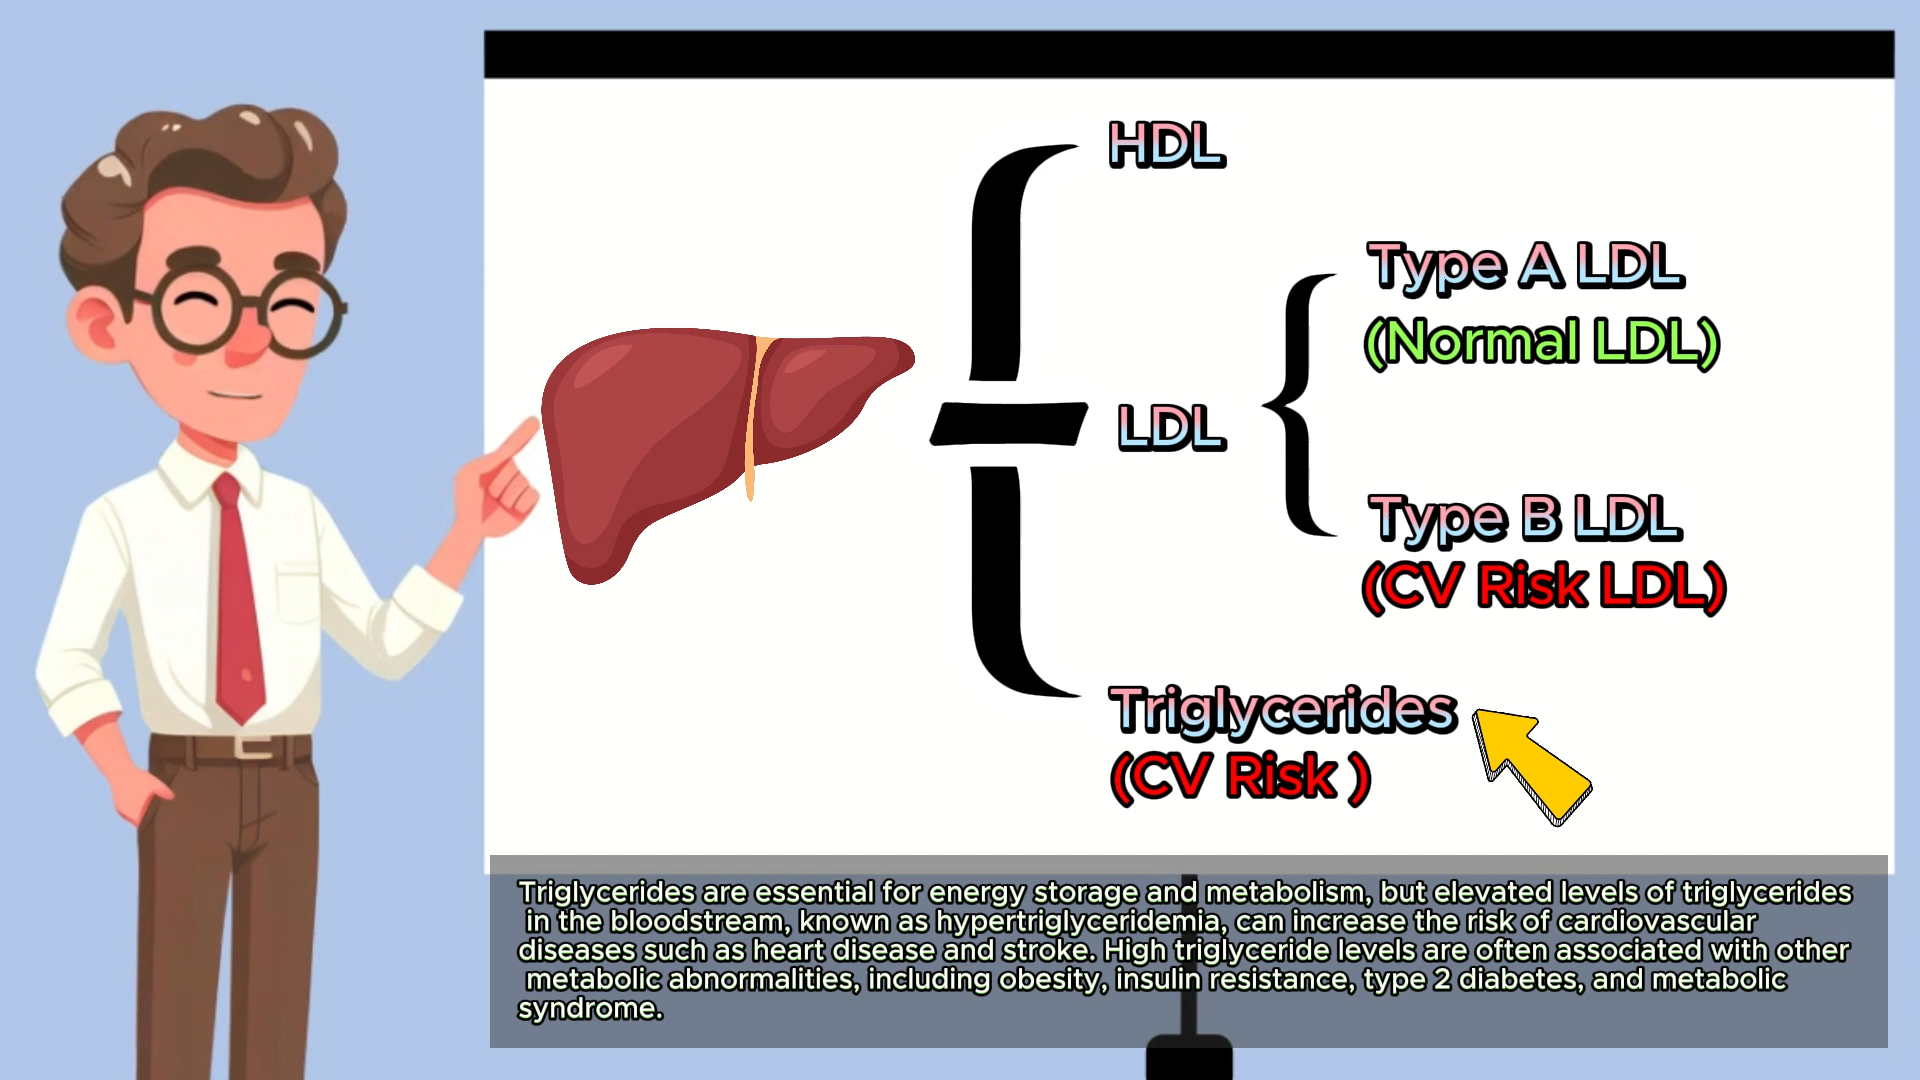 HDL
Type A LDL
(Normal LDL)
LDL
Type B LDL
(CV Risk LDL)
Triglycerides
(CV Risk )
Triglycerides are essential for energy storage and metabolism, but elevated levels of triglycerides
in the bloodstream, known as hypertriglyceridemia, can increase the risk of cardiovascular
diseases such as heart disease and stroke. High triglyceride levels are often associated with other
metabolic abnormalities, including obesity, insulin resistance, type 2 diabetes, and metabolic
syndrome.